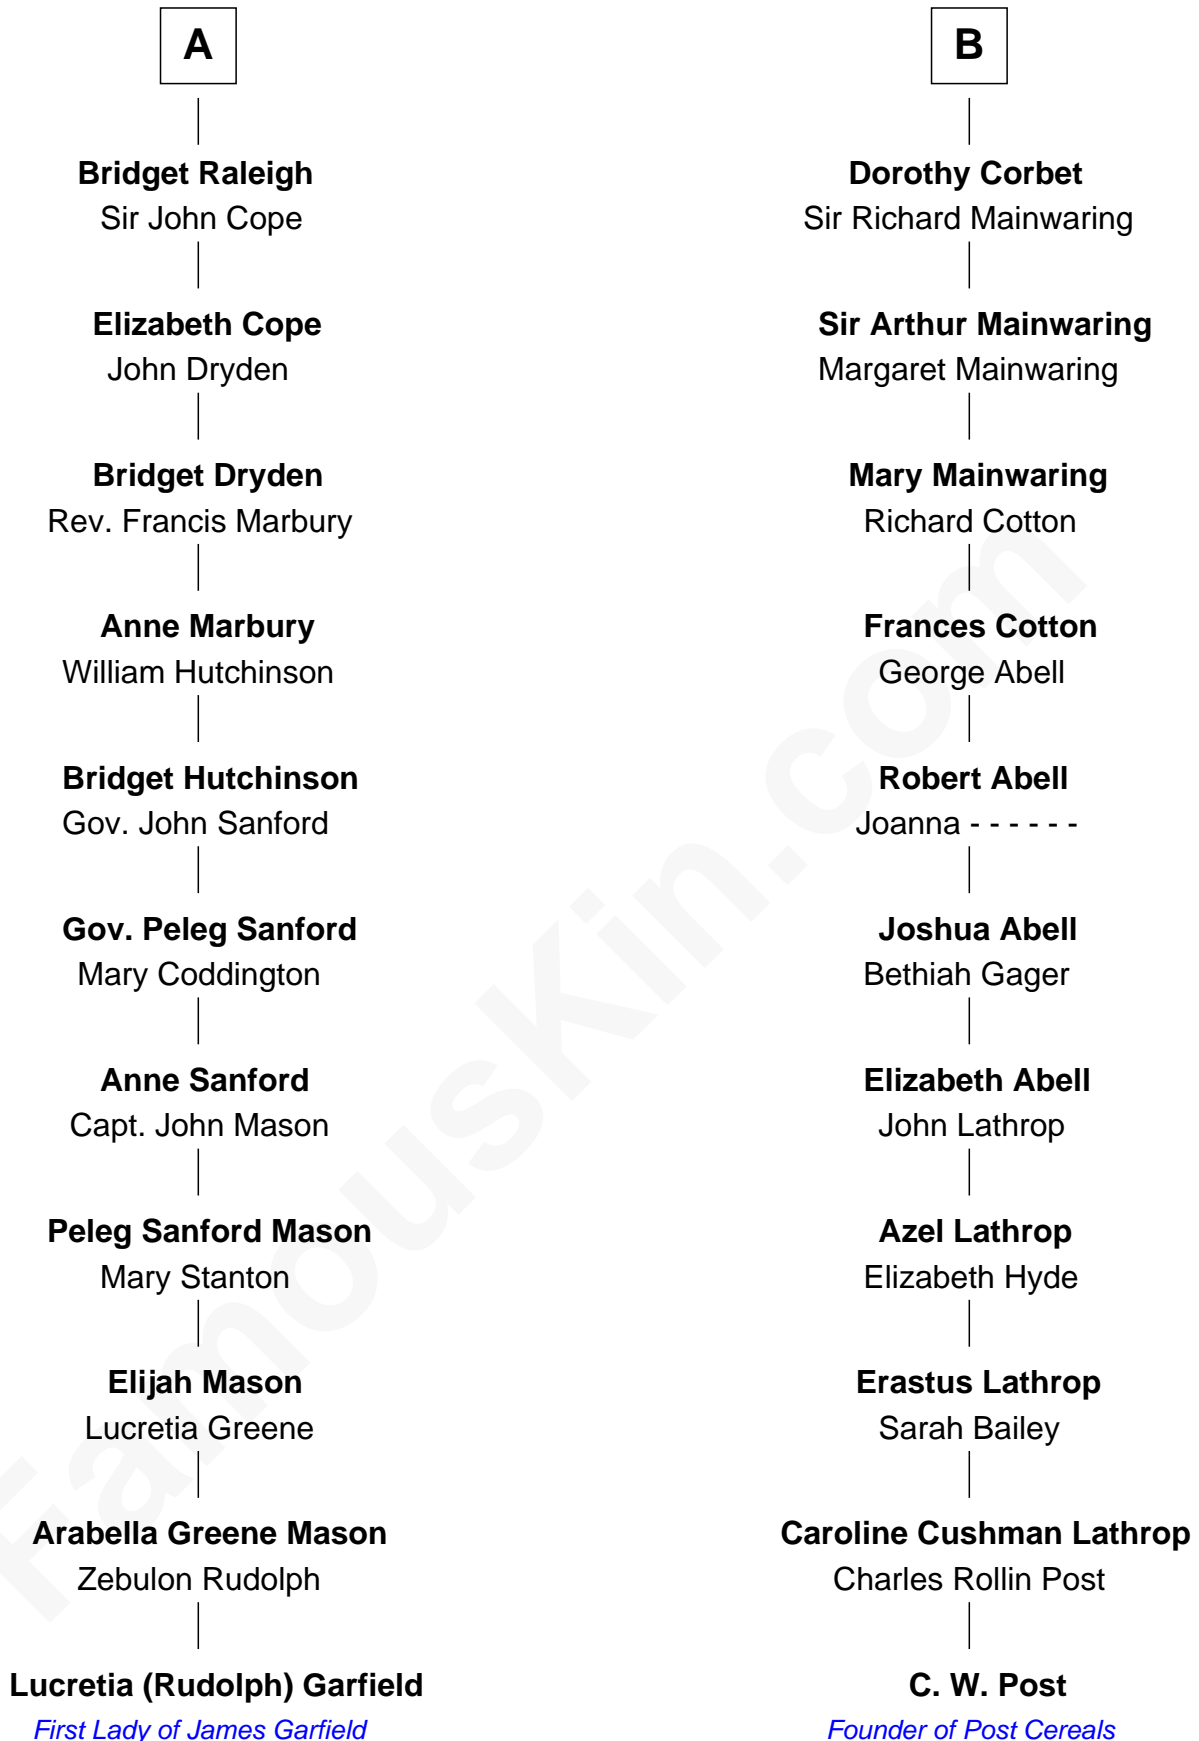 A
Bridget Raleigh
Sir John Cope
Elizabeth Cope
John Dryden
Bridget Dryden
Rev. Francis Marbury
Anne Marbury
William Hutchinson
Bridget Hutchinson
Gov. John Sanford
Gov. Peleg Sanford
Mary Coddington
Anne Sanford
Capt. John Mason
Peleg Sanford Mason
Mary Stanton
Elijah Mason
Lucretia Greene
Arabella Greene Mason
Zebulon Rudolph
Lucretia (Rudolph) Garfield
First Lady of James Garfield
B
Dorothy Corbet
Sir Richard Mainwaring
Sir Arthur Mainwaring
Margaret Mainwaring
Mary Mainwaring
Richard Cotton
Frances Cotton
George Abell
Robert Abell
Joanna - - - - - -
Joshua Abell
Bethiah Gager
Elizabeth Abell
John Lathrop
Azel Lathrop
Elizabeth Hyde
Erastus Lathrop
Sarah Bailey
Caroline Cushman Lathrop
Charles Rollin Post
C. W. Post
Founder of Post Cereals
FamousKin.com